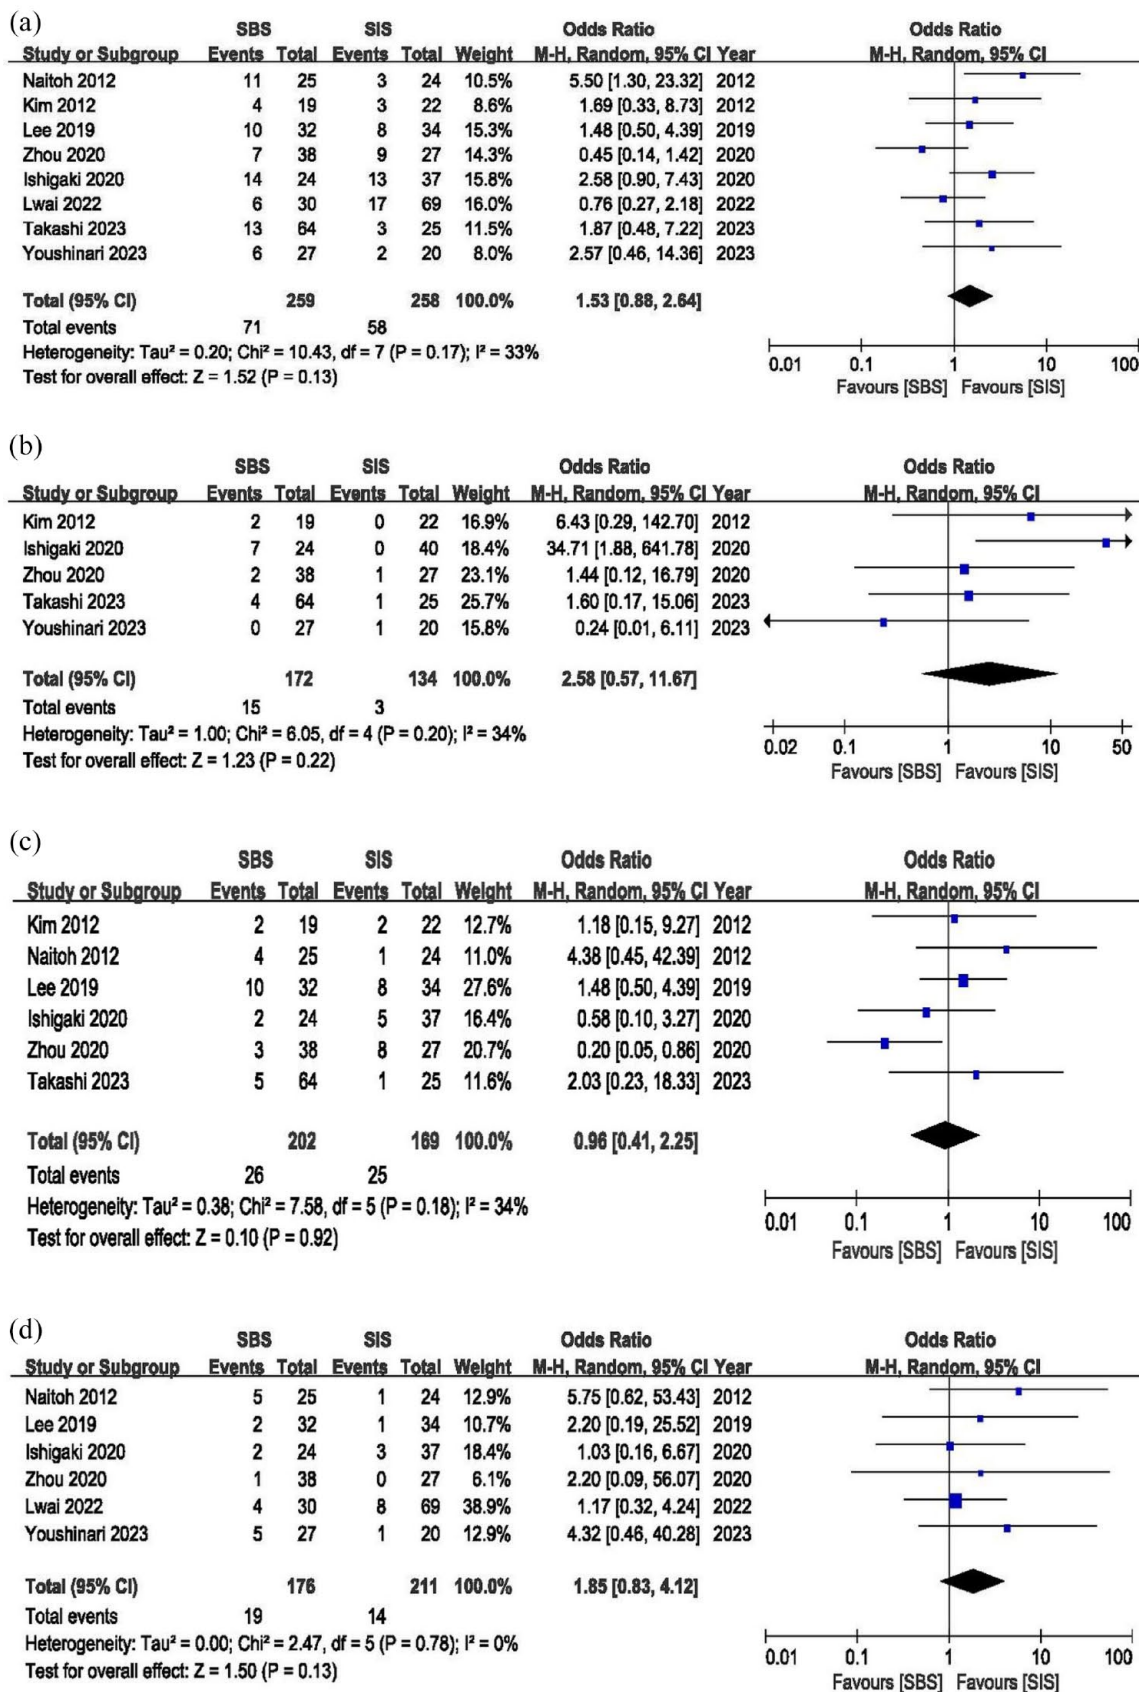 (a)
SBS SIS Odds Ratio Odds Ratio
Study or Subgroup Events Total Events Total Weight M-H, Random, 95% CI Year M-H, Random, 95% CI
Naitoh 2012 11 25 3 24 10.5% 5.50 [1.30, 23.32] 2012
Kim 2012 4 19 3 22 8.6% 1.69 [0.33, 8.73] 2012
Lee 2019 10 32 8 34 15.3% 1.48 [0.50, 4.39] 2019
Zhou 2020 7 38 9 27 14.3% 0.45 [0.14, 1.42] 2020
Ishigaki 2020 14 24 13 37 15.8% 2.58 [0.90, 7.43] 2020
Lwai 2022 6 30 17 69 16.0% 0.76 [0.27, 2.18] 2022
Takashi 2023 13 64 3 25 11.5% 1.87 [0.48, 7.22] 2023
Youshinari 2023 6 27 2 20 8.0% 2.57 [0.46, 14.36] 2023
Total (95% CI) 259 258 100.0% 1.53 [0.88, 2.64]
Total events 71 58
Heterogeneity: Tau² = 0.20; Chi² = 10.43, df = 7 (P = 0.17); I² = 33%
Test for overall effect: Z = 1.52 (P = 0.13)
0.01 0.1 1 10 100
Favours [SBS] Favours [SIS]
(b)
SBS SIS Odds Ratio Odds Ratio
Study or Subgroup Events Total Events Total Weight M-H, Random, 95% CI Year M-H, Random, 95% CI
Kim 2012 2 19 0 22 16.9% 6.43 [0.29, 142.70] 2012
Ishigaki 2020 7 24 0 40 18.4% 34.71 [1.88, 641.78] 2020
Zhou 2020 2 38 1 27 23.1% 1.44 [0.12, 16.79] 2020
Takashi 2023 4 64 1 25 25.7% 1.60 [0.17, 15.06] 2023
Youshinari 2023 0 27 1 20 15.8% 0.24 [0.01, 6.11] 2023
Total (95% CI) 172 134 100.0% 2.58 [0.57, 11.67]
Total events 15 3
Heterogeneity: Tau² = 1.00; Chi² = 6.05, df = 4 (P = 0.20); I² = 34%
Test for overall effect: Z = 1.23 (P = 0.22)
0.02 0.1 1 10 50
Favours [SBS] Favours [SIS]
(c)
SBS SIS Odds Ratio Odds Ratio
Study or Subgroup Events Total Events Total Weight M-H, Random, 95% CI Year M-H, Random, 95% CI
Kim 2012 2 19 2 22 12.7% 1.18 [0.15, 9.27] 2012
Naitoh 2012 4 25 1 24 11.0% 4.38 [0.45, 42.39] 2012
Lee 2019 10 32 8 34 27.6% 1.48 [0.50, 4.39] 2019
Ishigaki 2020 2 24 5 37 16.4% 0.58 [0.10, 3.27] 2020
Zhou 2020 3 38 8 27 20.7% 0.20 [0.05, 0.86] 2020
Takashi 2023 5 64 1 25 11.6% 2.03 [0.23, 18.33] 2023
Total (95% CI) 202 169 100.0% 0.96 [0.41, 2.25]
Total events 26 25
Heterogeneity: Tau² = 0.38; Chi² = 7.58, df = 5 (P = 0.18); I² = 34%
Test for overall effect: Z = 0.10 (P = 0.92)
0.01 0.1 1 10 100
Favours [SBS] Favours [SIS]
(d)
SBS SIS Odds Ratio Odds Ratio
Study or Subgroup Events Total Events Total Weight M-H, Random, 95% CI Year M-H, Random, 95% CI
Naitoh 2012 5 25 1 24 12.9% 5.75 [0.62, 53.43] 2012
Lee 2019 2 32 1 34 10.7% 2.20 [0.19, 25.52] 2019
Ishigaki 2020 2 24 3 37 18.4% 1.03 [0.16, 6.67] 2020
Zhou 2020 1 38 0 27 6.1% 2.20 [0.09, 56.07] 2020
Lwai 2022 4 30 8 69 38.9% 1.17 [0.32, 4.24] 2022
Youshinari 2023 5 27 1 20 12.9% 4.32 [0.46, 40.28] 2023
Total (95% CI) 176 211 100.0% 1.85 [0.83, 4.12]
Total events 19 14
Heterogeneity: Tau² = 0.00; Chi² = 2.47, df = 5 (P = 0.78); I² = 0%
Test for overall effect: Z = 1.50 (P = 0.13)
0.01 0.1 1 10 100
Favours [SBS] Favours [SIS]